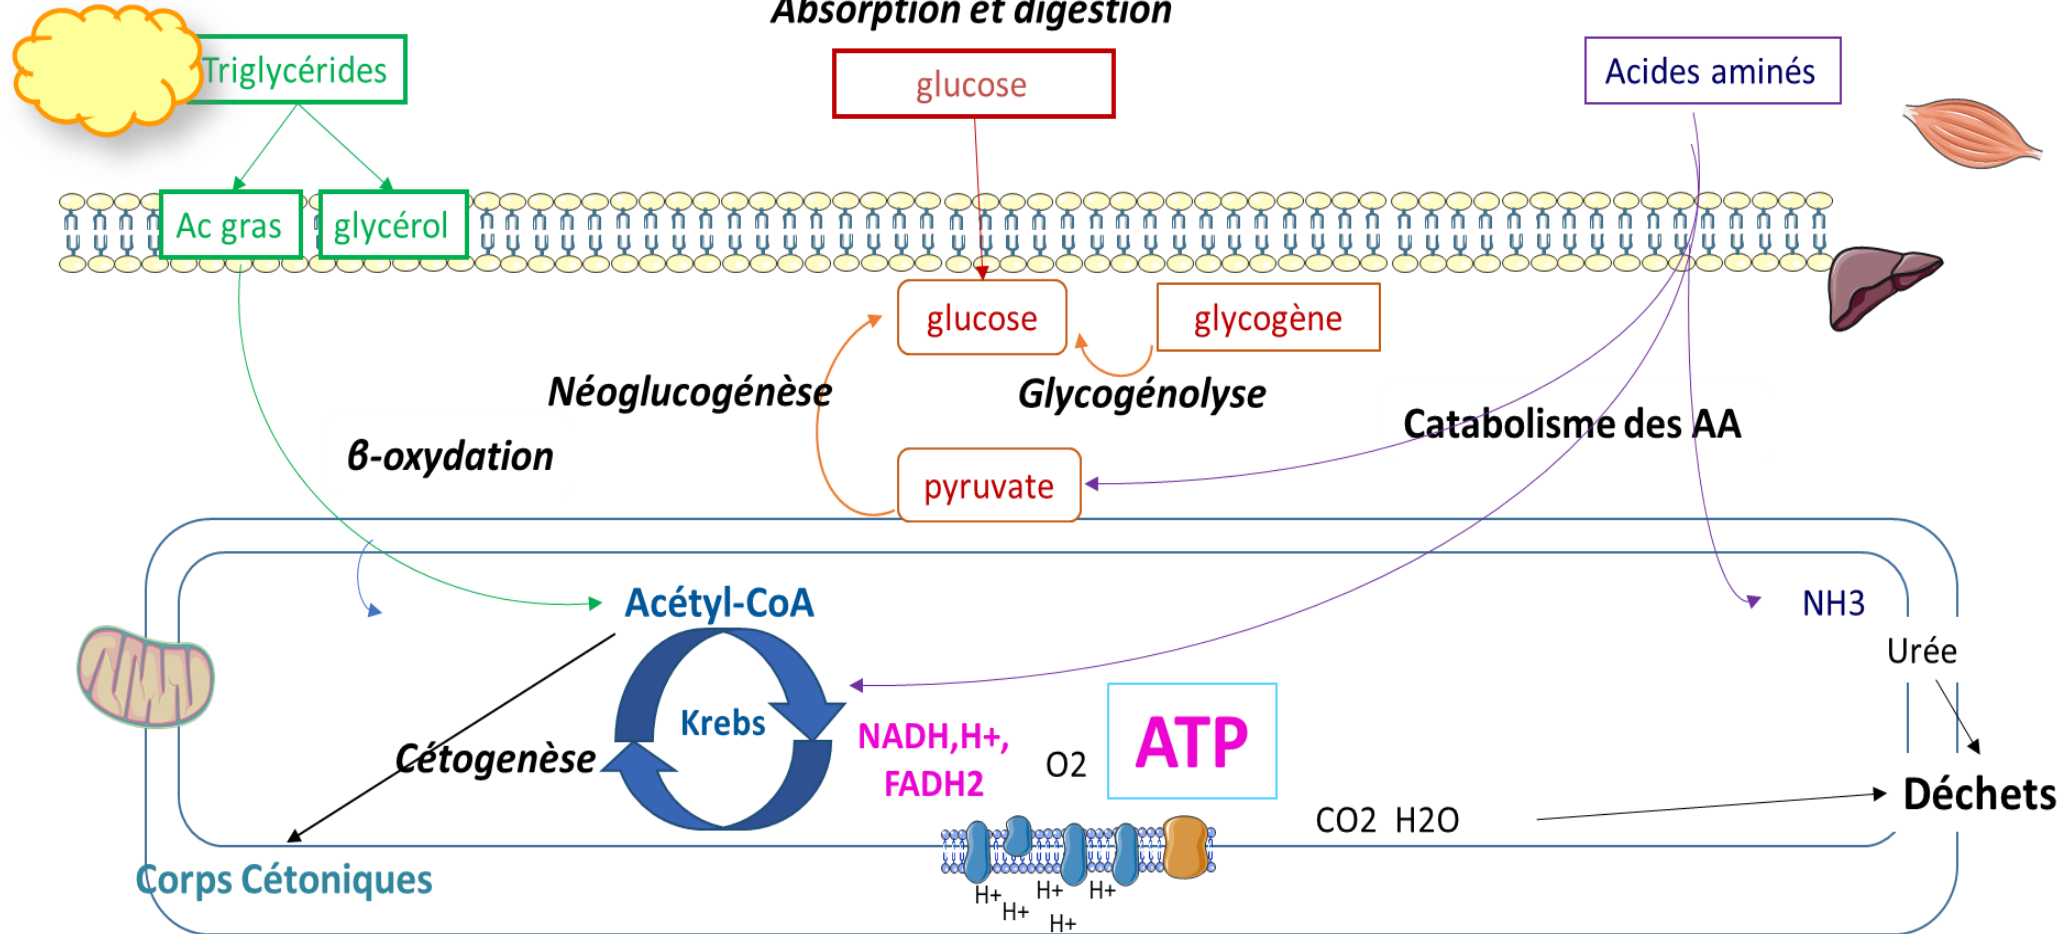 Absorption et digestion
Triglycérides
glucose
Acides aminés
Ac gras
glycérol
glucose
glycogène
Néoglucogénèse
Glycogénolyse
Catabolisme des AA
β-oxydation
pyruvate
Acétyl-CoA
NH3
Urée
Krebs
NADH,H+,
FADH2
O2
ATP
Cétogenèse
CO2 H2O
Déchets
Corps Cétoniques
H+
H+
H+
H+
H+